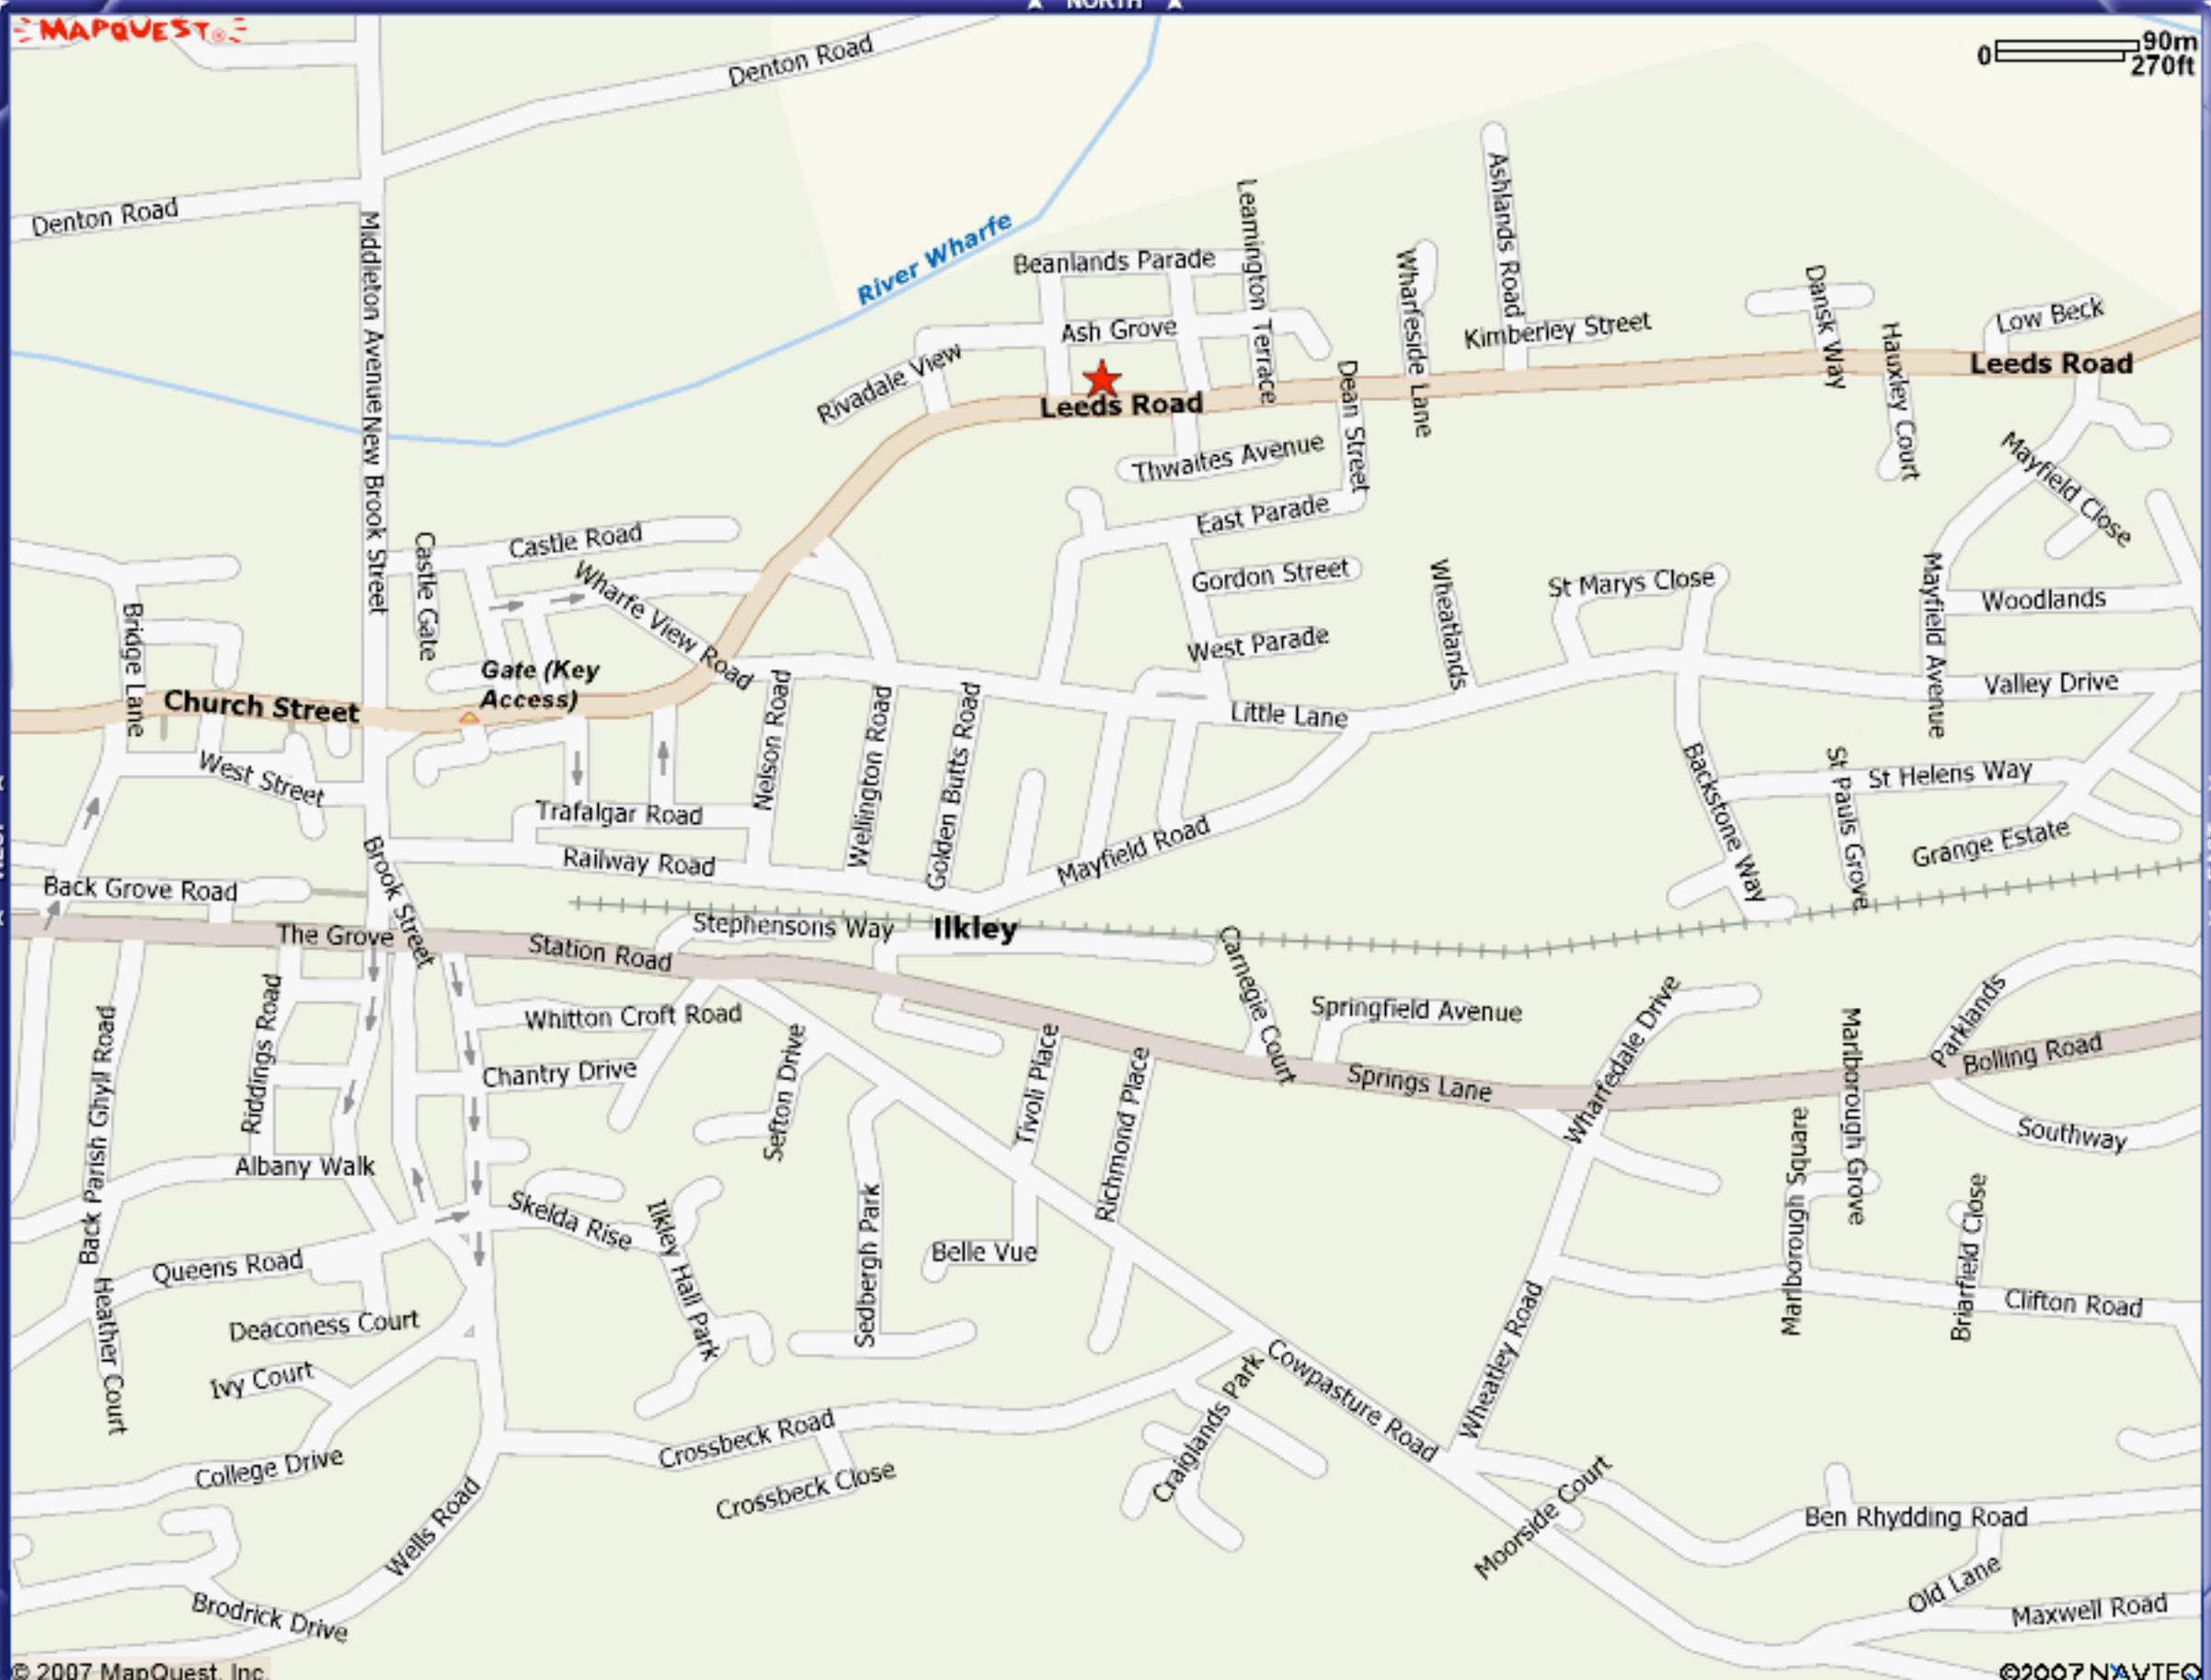 NORTH
MAPQUEST®
0 90m
270ft
Denton Road
Denton Road
Middleton Avenue
New Brook Street
River Wharfe
Beanlands Parade
Leamington Terrace
Ashlands Road
Wharfeside Lane
Ash Grove
Kimberley Street
Dansk Way
Low Beck
Hauxley Court
Rivadale View
Leeds Road
Leeds Road
Dean Street
Thwaites Avenue
Mayfield Close
East Parade
Castle Road
Castle Gate
Wharfe View Road
Gordon Street
Wheatlands
St Marys Close
Mayfield Avenue
Woodlands
Bridge Lane
West Parade
Gate (Key
Access)
Church Street
Nelson Road
Wellington Road
Golden Butts Road
Little Lane
Valley Drive
West Street
Backstone Way
St Helens Way
St Pauls Grove
Trafalgar Road
Mayfield Road
Grange Estate
Brook Street
Railway Road
Back Grove Road
The Grove
Station Road
Stephensons Way
Ilkley
Carnegie Court
Springfield Avenue
Wharfedale Drive
Parklands
Riddings Road
Back Parish Ghyll Road
Whitton Croft Road
Sefton Drive
Tivoli Place
Richmond Place
Marlborough Grove
Bolling Road
Chantry Drive
Springs Lane
Southway
Albany Walk
Marlborough Square
Briarfield Close
Skelda Rise
Ilkley Hall Park
Sedbergh Park
Belle Vue
Queens Road
Heather Court
Deaconess Court
Wheatley Road
Clifton Road
Ivy Court
Craiglands Park
Cowpasture Road
Crossbeck Road
College Drive
Crossbeck Close
Wells Road
Moorside Court
Ben Rhydding Road
Old Lane
Brodrick Drive
Maxwell Road
© 2007 MapQuest, Inc.
©2007 NAVTEQ